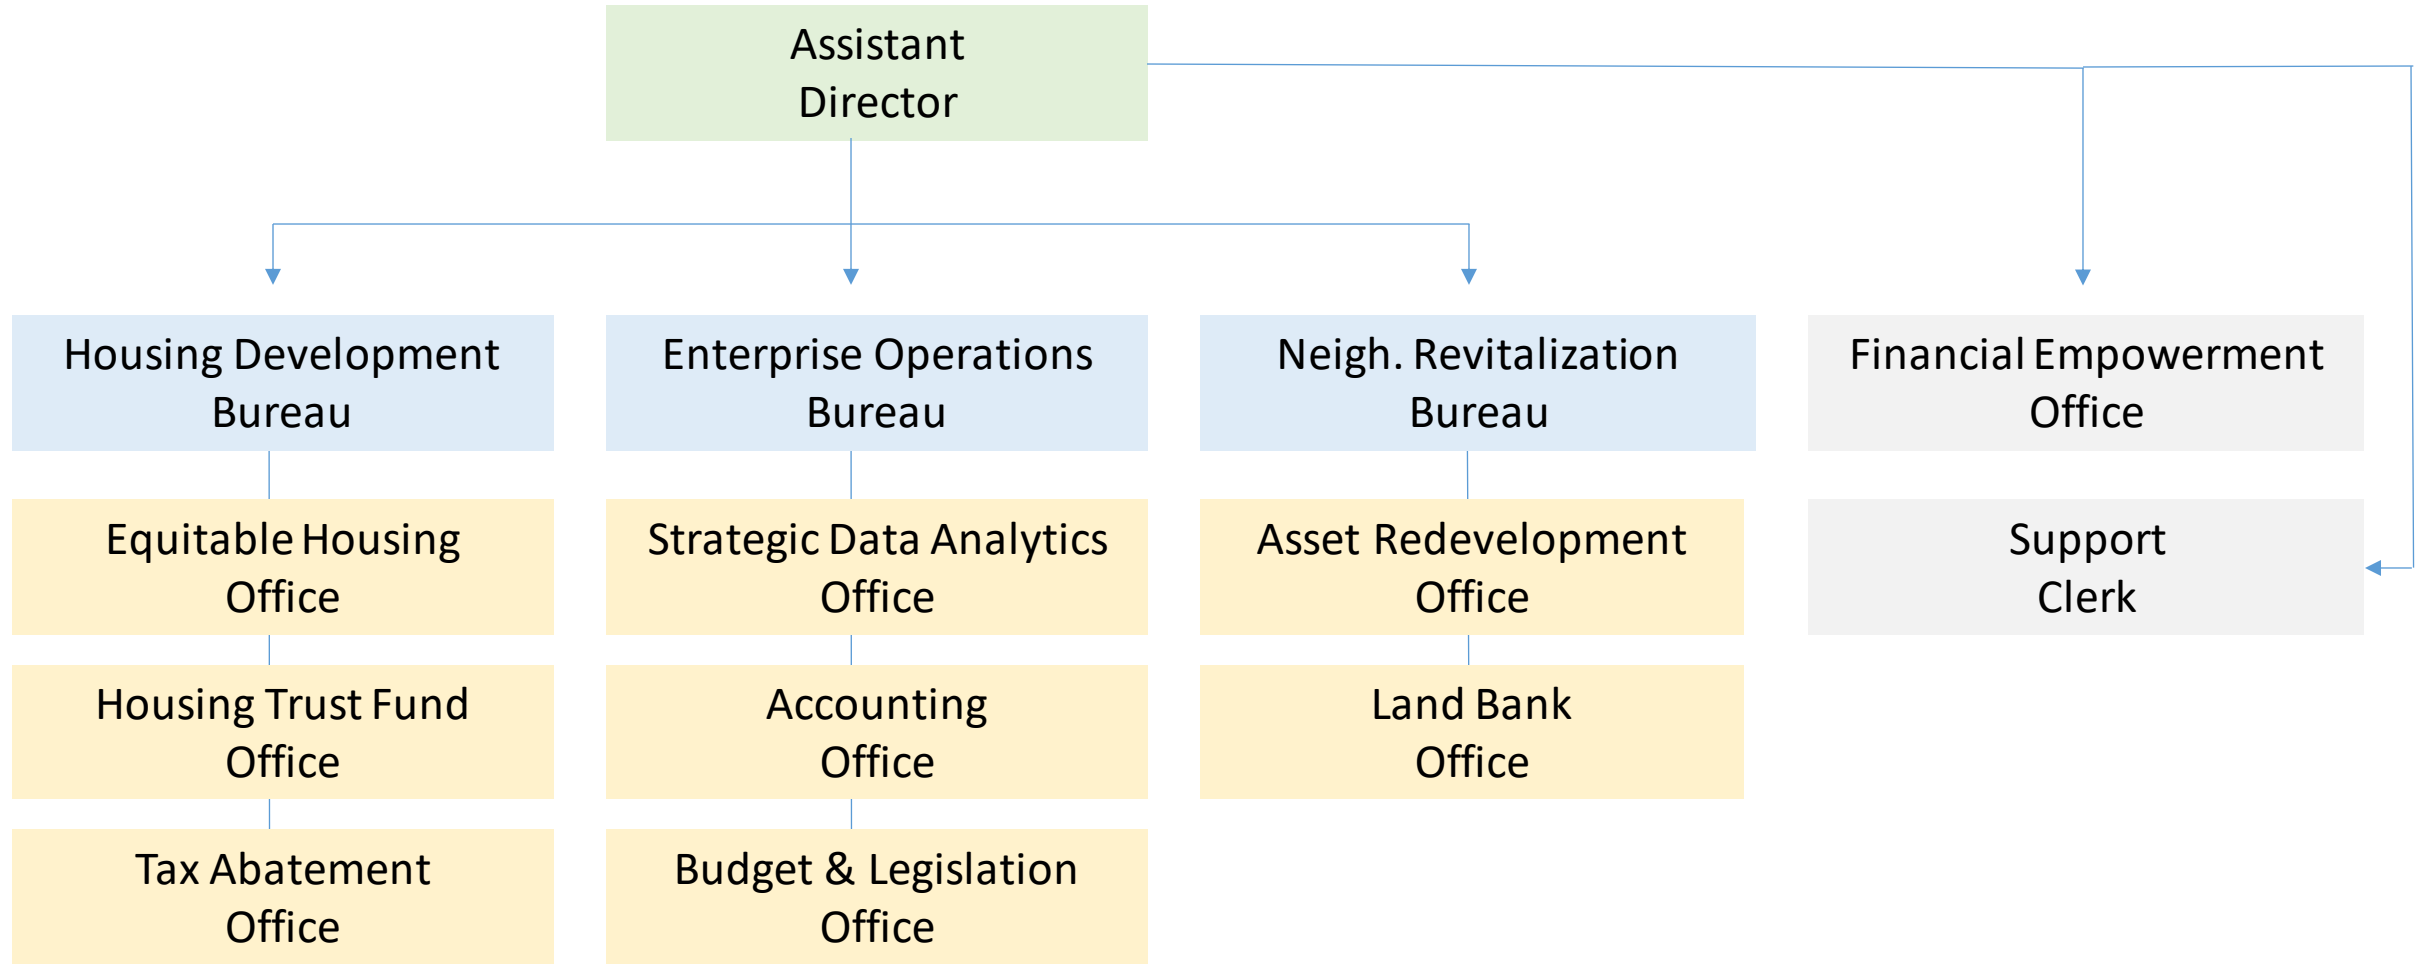 Assistant
Director
Housing Development
Bureau
Enterprise Operations
Bureau
Neigh. Revitalization
Bureau
Financial Empowerment
Office
Equitable Housing
Office
Strategic Data Analytics
Office
Asset Redevelopment
Office
Support
Clerk
Housing Trust Fund
Office
Accounting
Office
Land Bank
Office
Tax Abatement
Office
Budget & Legislation
Office